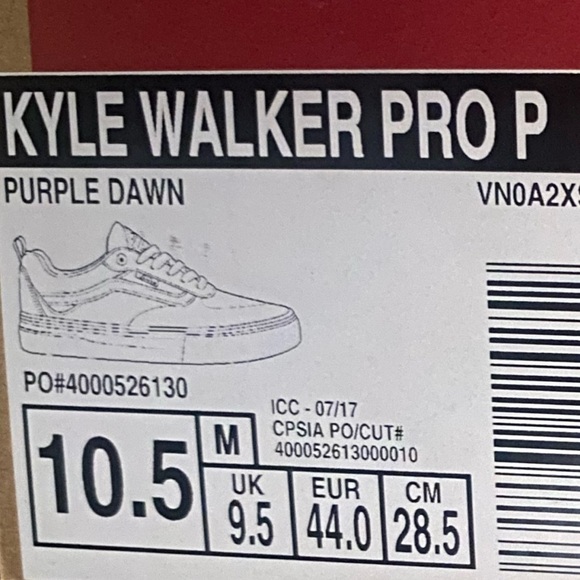 KYLE WALKER PRO P
PURPLE DAWN VN0A2X
PO#4000526130
ICC - 07/17
CPSIA PO/CUT#
400052613000010
10.5 M
UK EUR CM
9.5 44.0 28.5